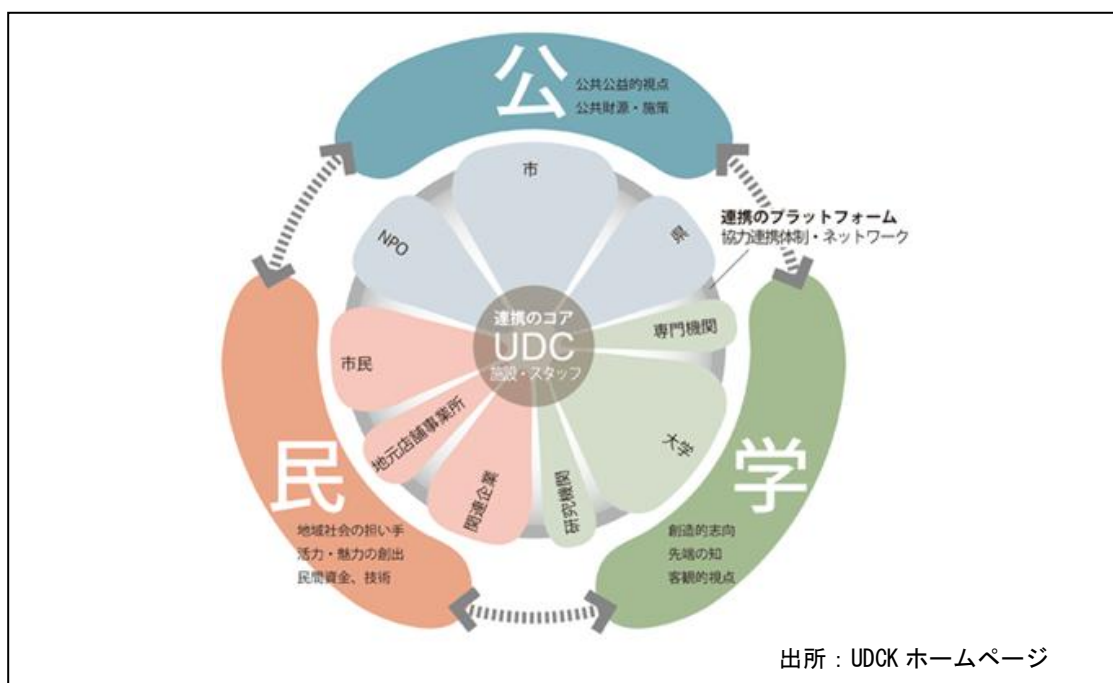 公
公共公益的視点
公共財源・施策
市
NPO
県
連携のプラットフォーム
協力連携体制・ネットワーク
連携のコア
UDC
施設・スタッフ
専門機関
市民
地元店舗事業所
関連企業
研究機関
大学
民
地域社会の担い手
活力・魅力の創出
民間資金、技術
学
創造的志向
先端の知
客観的視点
出所：UDCK ホームページ